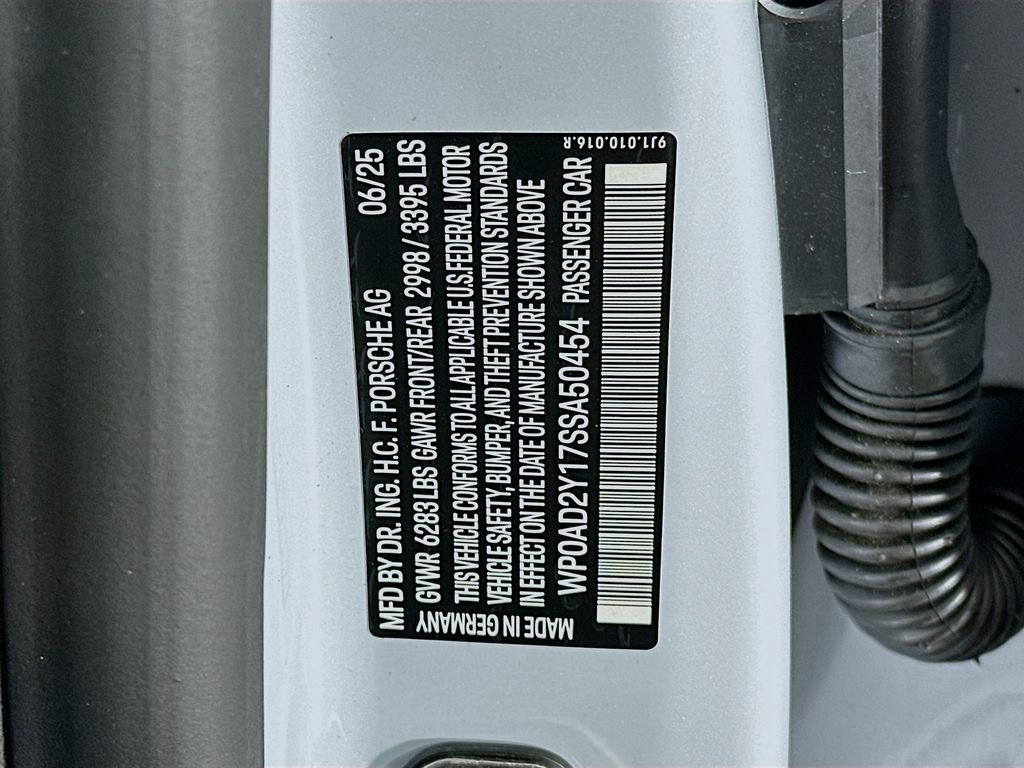 MFD BY DR. ING. H.C. F. PORSCHE AG 06/25
GVWR 6283 LBS GAWR FRONT/REAR 2998 / 3395 LBS
THIS VEHICLE CONFORMS TO ALL APPLICABLE U.S. FEDERAL MOTOR
VEHICLE SAFETY, BUMPER, AND THEFT PREVENTION STANDARDS
IN EFFECT ON THE DATE OF MANUFACTURE SHOWN ABOVE
WP0AD2Y17SSA50454 PASSENGER CAR
MADE IN GERMANY
9J1.010.016.R